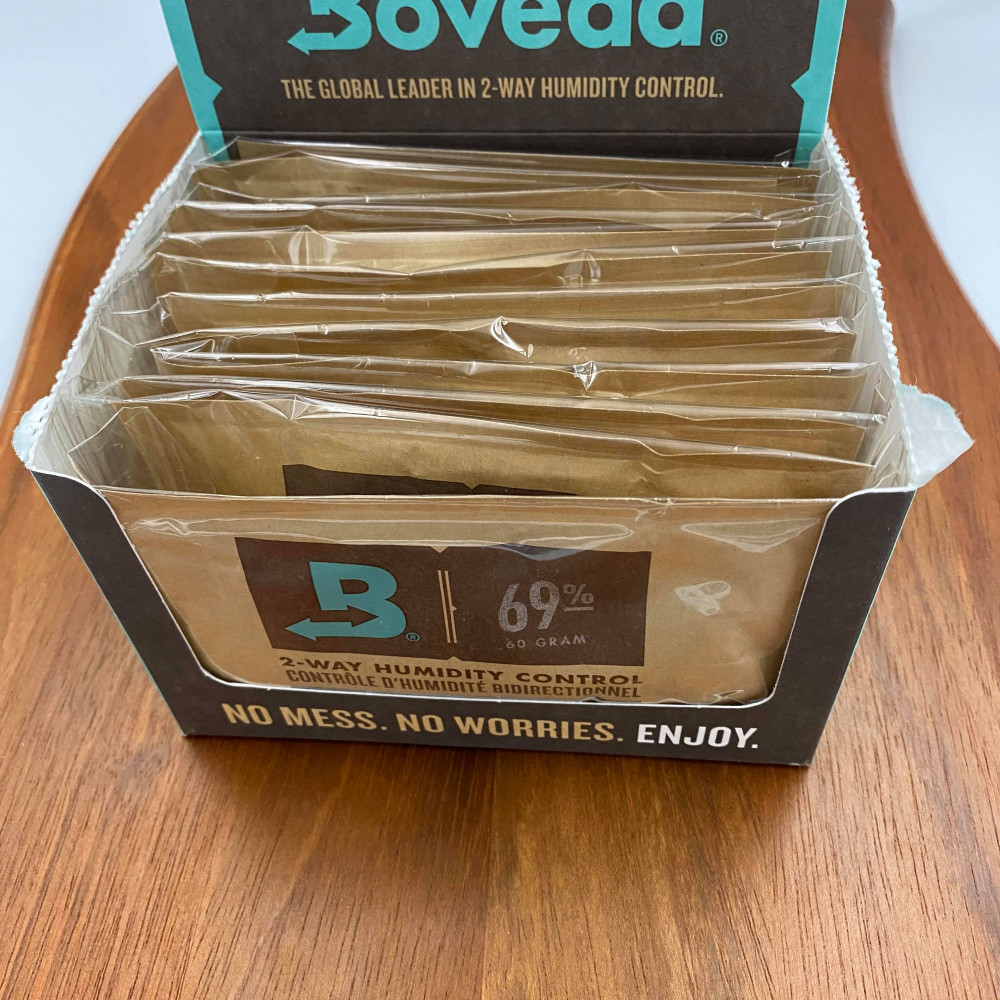 Boveda®
THE GLOBAL LEADER IN 2-WAY HUMIDITY CONTROL.
B® 69%
60 GRAM
2-WAY HUMIDITY CONTROL
CONTRÔLE D'HUMIDITÉ BIDIRECTIONNEL
NO MESS. NO WORRIES. ENJOY.